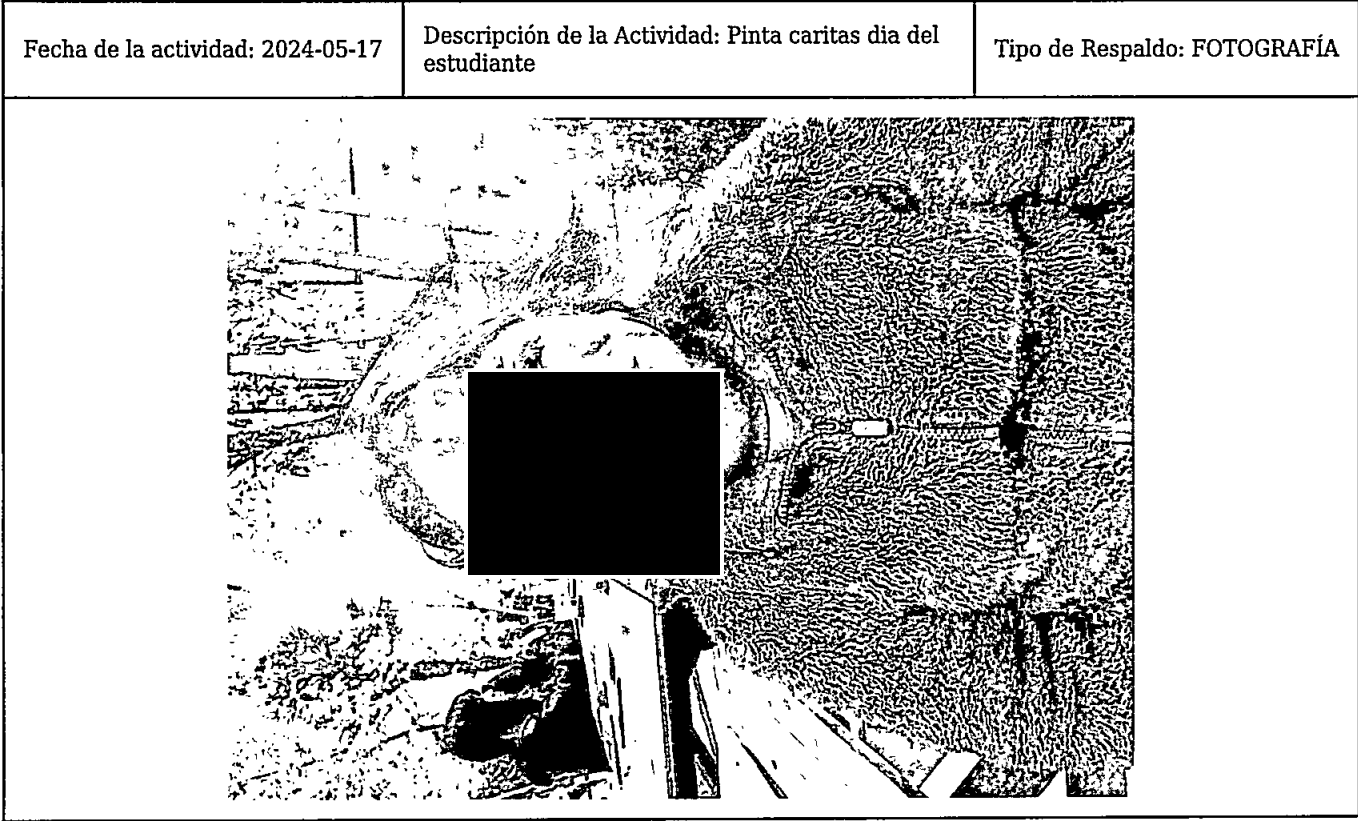 Fecha de la actividad: 2024-05-17
Descripción de la Actividad: Pinta caritas dia del
estudiante
Tipo de Respaldo: FOTOGRAFÍA